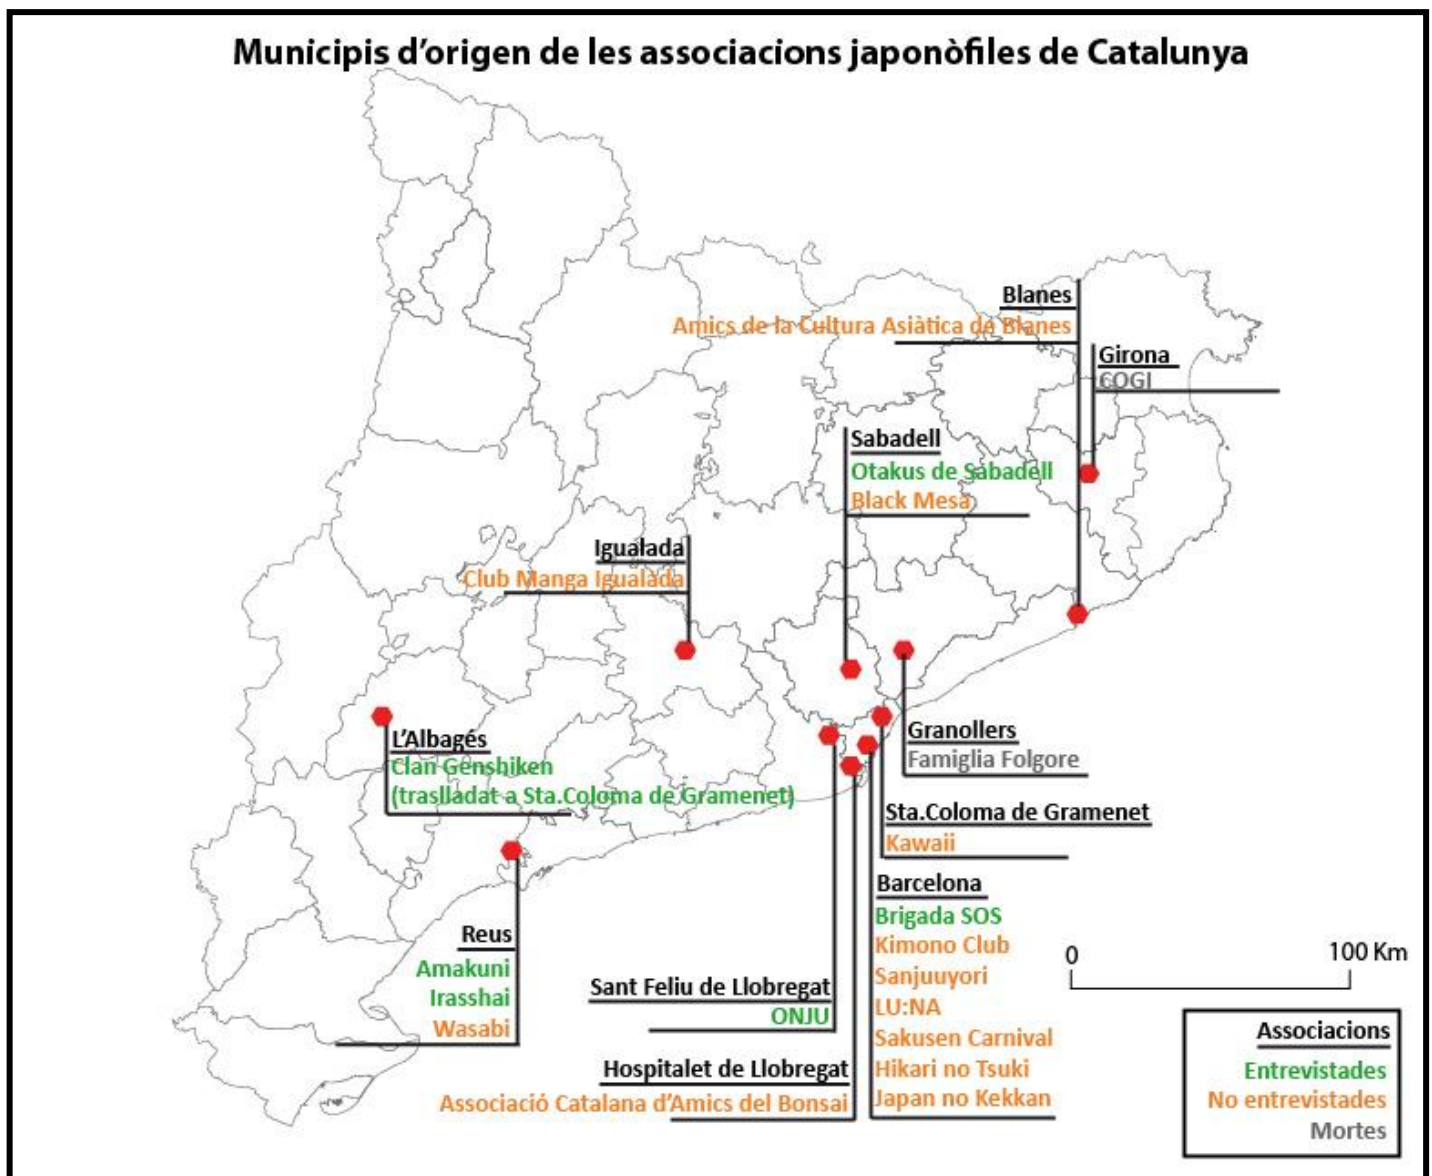 Municipis d'origen de les associacions japonòfiles de Catalunya
Blanes
Amics de la Cultura Asiàtica de Blanes
Girona
COGI
Sabadell
Otakus de Sabadell
Black Mesa
Igualada
Club Manga Igualada
L'Albagés
Clan Genshiken
(traslladat a Sta.Coloma de Gramenet)
Granollers
Famiglia Folgore
Sta.Coloma de Gramenet
Kawaii
Barcelona
Brigada SOS
Kimono Club
Sanjuuyori
LU:NA
Sakusen Carnival
Hikari no Tsuki
Japan no Kekkan
Reus
Amakuni
Irasshai
Wasabi
Sant Feliu de Llobregat
ONJU
Hospitalet de Llobregat
Associació Catalana d'Amics del Bonsai
0 100 Km
Associacions
Entrevistades
No entrevistades
Mortes